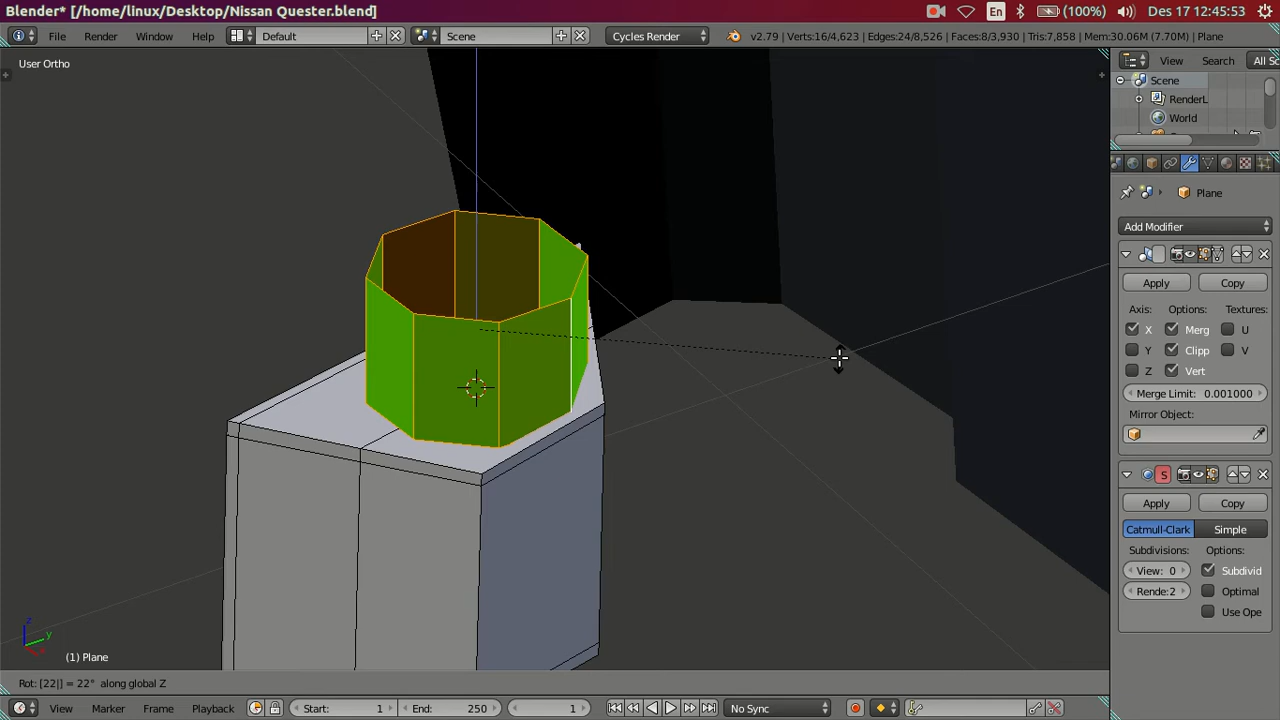 Blender* [/home/linux/Desktop/Nissan Quester.blend]
En (100%) Des 17 12:45:53
File Render Window Help Default Scene Cycles Render v2.79 | Verts:16/4,623 | Edges:24/8,526 | Faces:8/3,930 | Tris:7,858 | Mem:30.06M (7.70M) | Plane
User Ortho
View Search All Sc
Scene
RenderL
World
Plane
Add Modifier
Apply Copy
Axis: Options: Textures:
X Merg U
Y Clipp V
Z Vert
Merge Limit: 0.001000
Mirror Object:
S
Apply Copy
Catmull-Clark Simple
Subdivisions: Options:
View: 0 Subdivid
Rende:2 Optimal
Use Ope
z
y
x
(1) Plane
Rot: [22|] = 22° along global Z
View Marker Frame Playback Start: 1 End: 250 1 No Sync